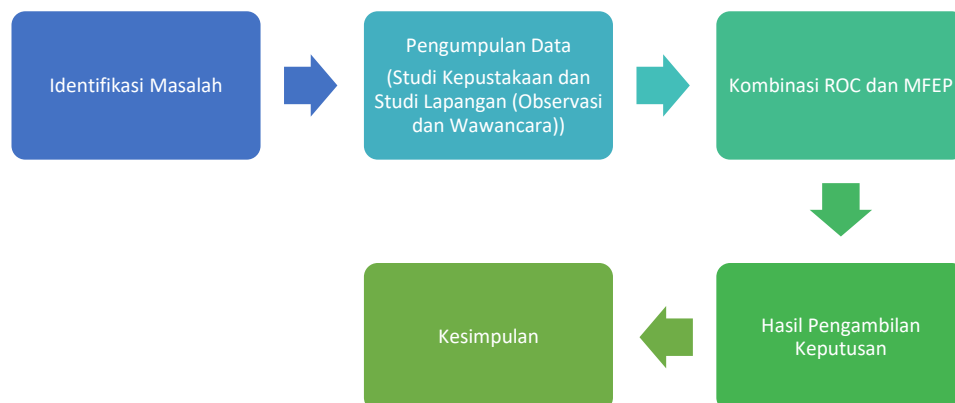 Identifikasi Masalah
Pengumpulan Data
(Studi Kepustakaan dan
Studi Lapangan (Observasi
dan Wawancara))
Kombinasi ROC dan MFEP
Hasil Pengambilan
Keputusan
Kesimpulan